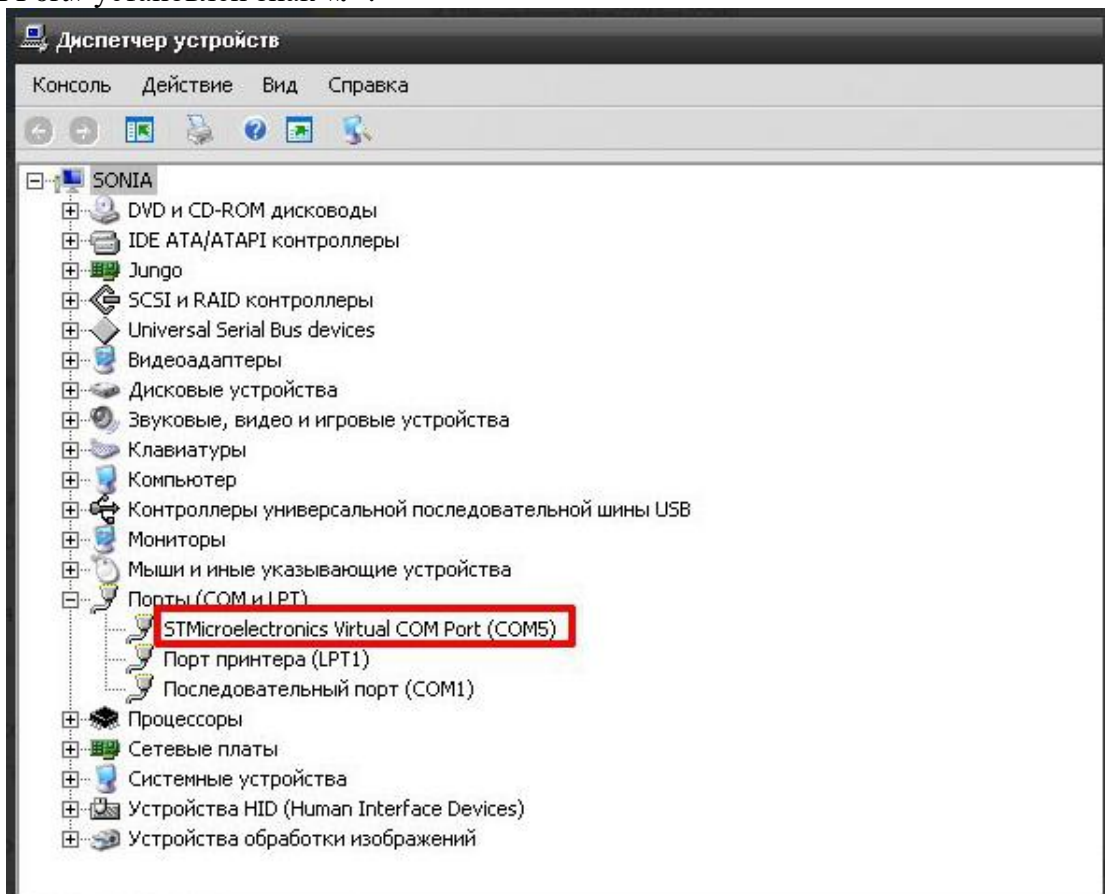 установлен знак
Диспетчер устройств
Консоль Действие Вид Справка
SONIA
DVD и CD-ROM дисководы
IDE ATA/ATAPI контроллеры
Jungo
SCSI и RAID контроллеры
Universal Serial Bus devices
Видеоадаптеры
Дисковые устройства
Звуковые, видео и игровые устройства
Клавиатуры
Компьютер
Контроллеры универсальной последовательной шины USB
Мониторы
Мыши и иные указывающие устройства
Порты (COM и LPT)
STMicroelectronics Virtual COM Port (COM5)
Порт принтера (LPT1)
Последовательный порт (COM1)
Процессоры
Сетевые платы
Системные устройства
Устройства HID (Human Interface Devices)
Устройства обработки изображений